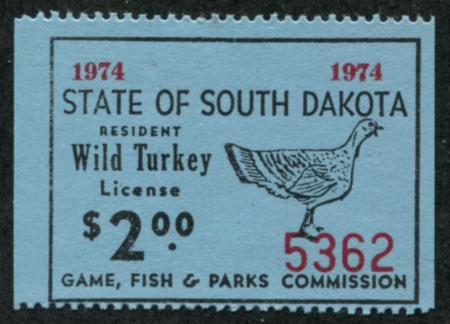 1974 1974
STATE OF SOUTH DAKOTA
RESIDENT
Wild Turkey
License
$2.00
5362
GAME, FISH & PARKS COMMISSION